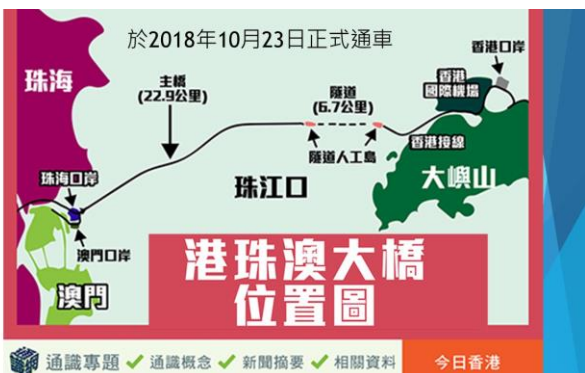 於2018年10月23日正式通車
香港口岸
珠海
主橋
(22.9公里)
隧道
(6.7公里)
香港
國際機場
隧道人工島
香港接線
珠海口岸
珠江口
大嶼山
澳門口岸
澳門
港珠澳大橋
位置圖
通識專題 ✓ 通識概念 ✓ 新聞摘要 ✓ 相關資料
今日香港